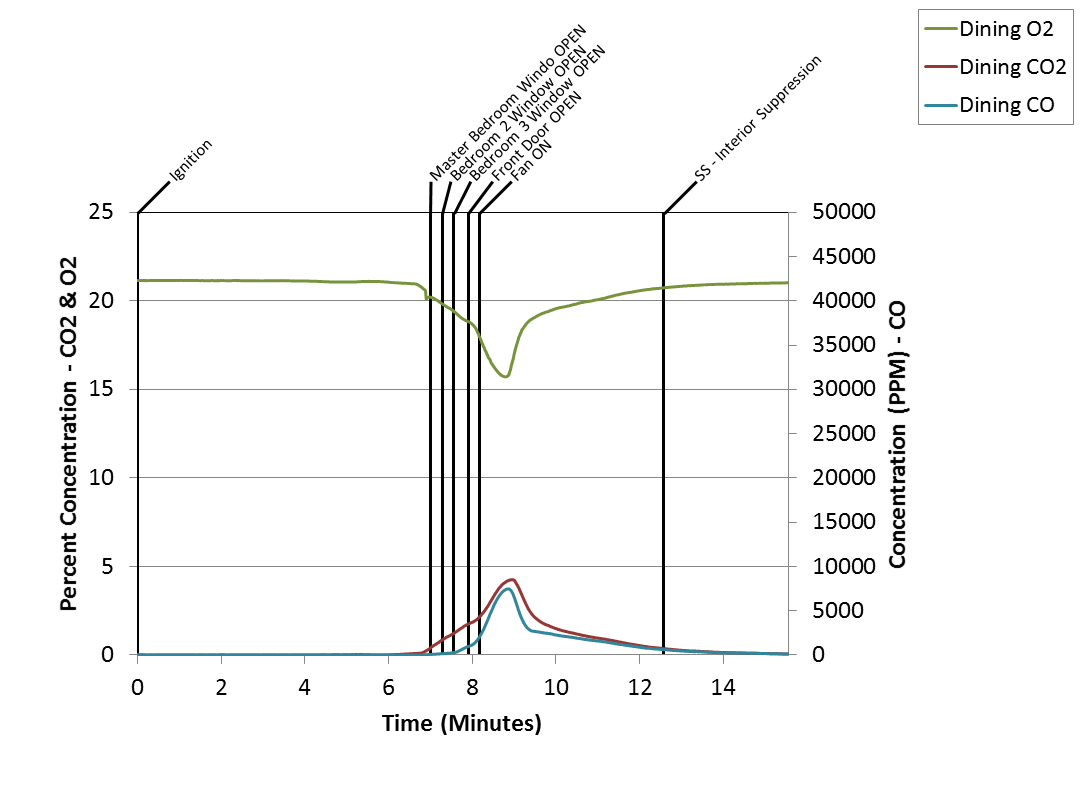 Dining O2
Dining CO2
Dining CO
Ignition
Master Bedroom Windo OPEN
Bedroom 2 Window OPEN
Bedroom 3 Window OPEN
Front Door OPEN
Fan ON
SS - Interior Suppression
Percent Concentration - CO2 & O2
25
20
15
10
5
0
50000
45000
40000
35000
30000
25000
20000
15000
10000
5000
0
Concentration (PPM) - CO
0 2 4 6 8 10 12 14
Time (Minutes)